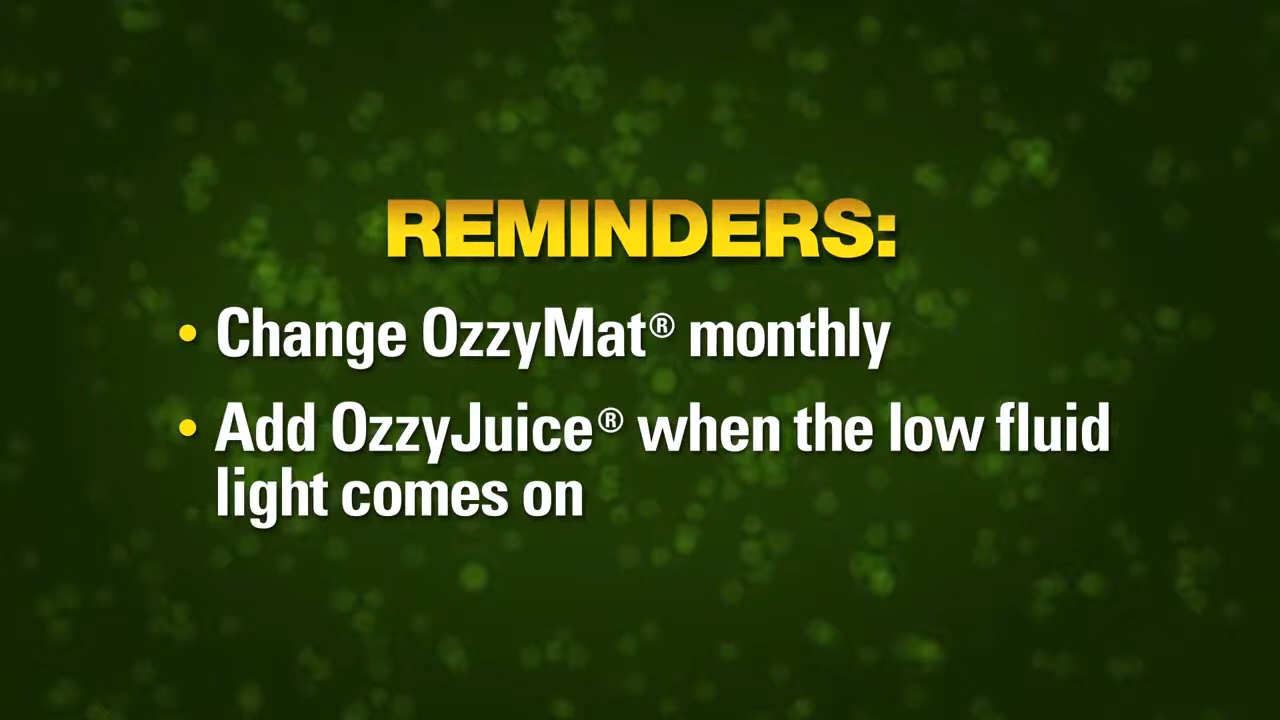 REMINDERS:
• Change OzzyMat® monthly
• Add OzzyJuice® when the low fluid
light comes on